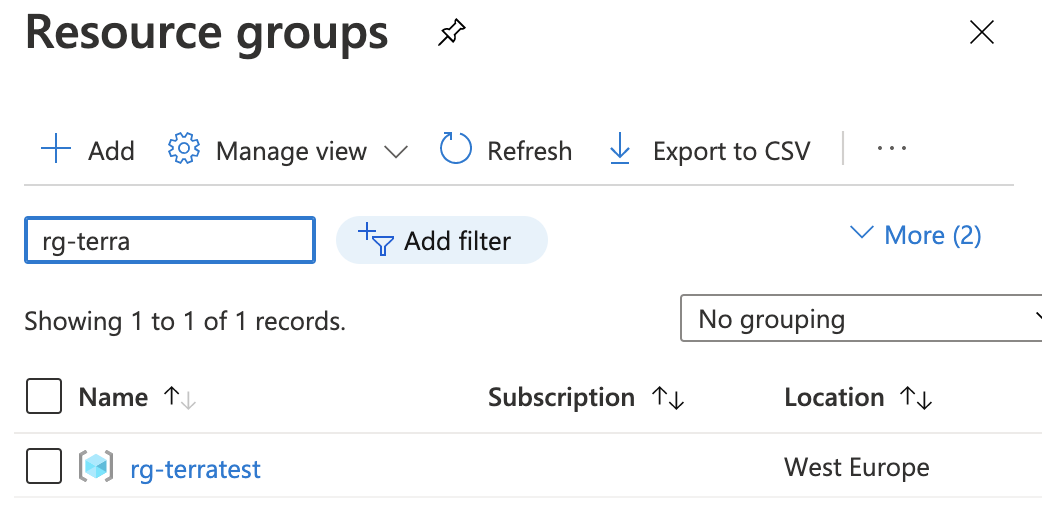 Resource groups
Add Manage view Refresh Export to CSV ...
rg-terra Add filter More (2)
Showing 1 to 1 of 1 records. No grouping
Name Subscription Location
rg-terratest West Europe